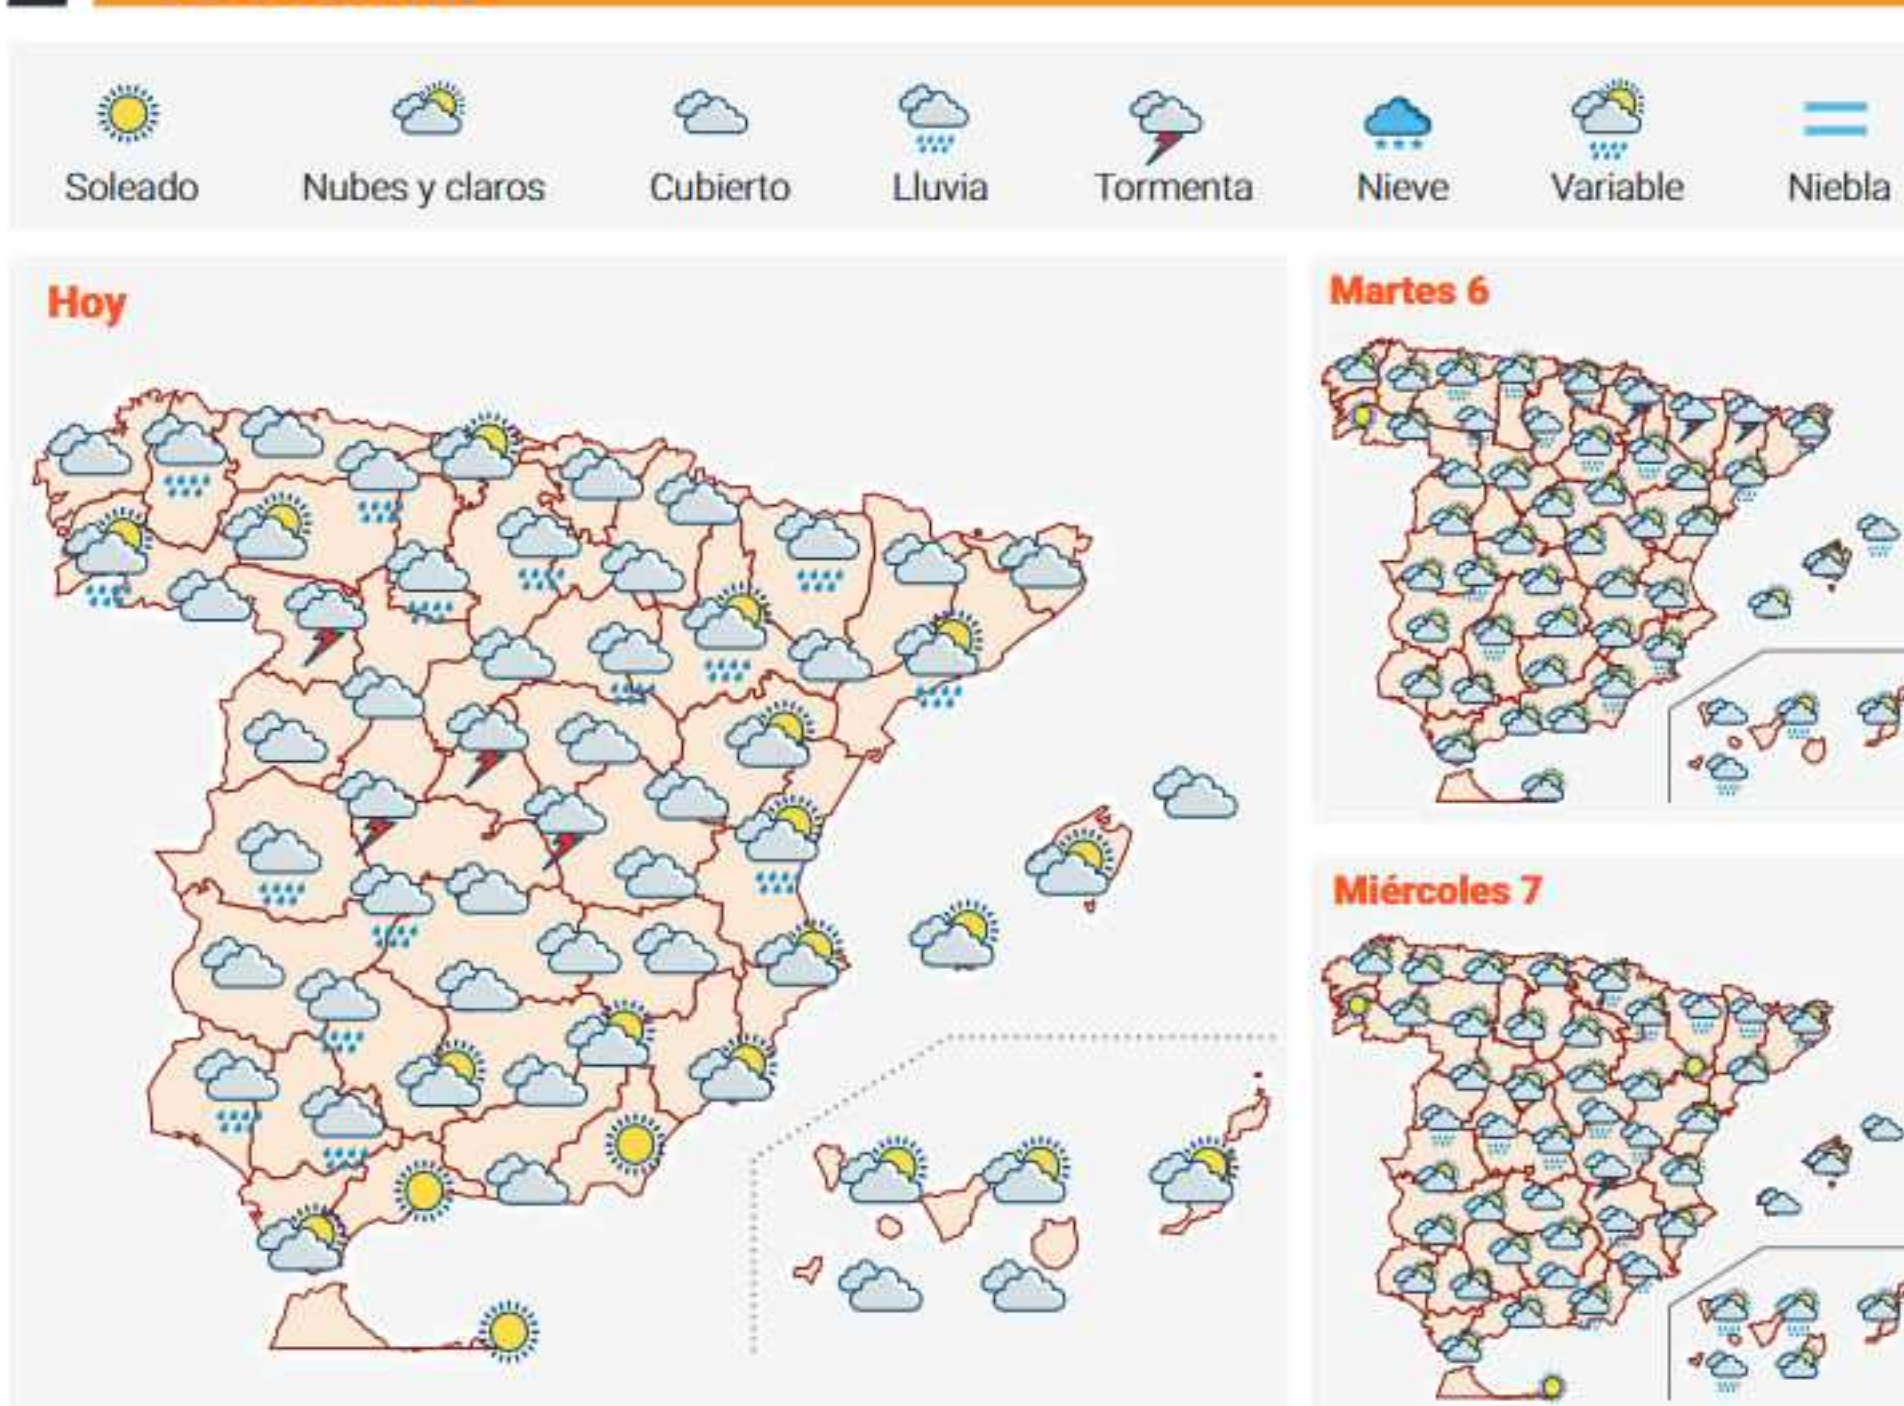 Soleado
Nubes y claros
Cubierto
Lluvia
Tormenta
Nieve
Variable
Niebla
Hoy
Martes 6
Miércoles 7